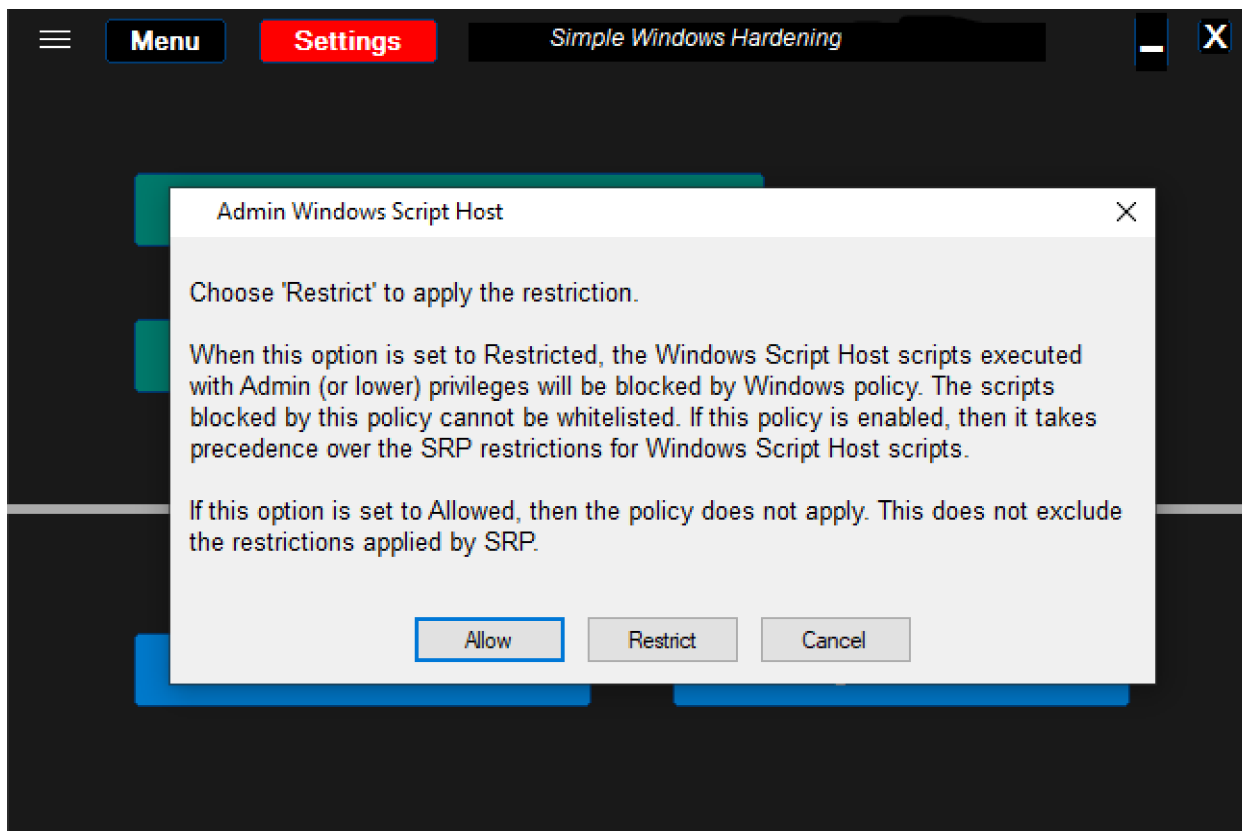 Menu
Settings
Simple Windows Hardening
X
Admin Windows Script Host
Choose 'Restrict' to apply the restriction.
When this option is set to Restricted, the Windows Script Host scripts executed
with Admin (or lower) privileges will be blocked by Windows policy. The scripts
blocked by this policy cannot be whitelisted. If this policy is enabled, then it takes
precedence over the SRP restrictions for Windows Script Host scripts.
If this option is set to Allowed, then the policy does not apply. This does not exclude
the restrictions applied by SRP.
Allow
Restrict
Cancel